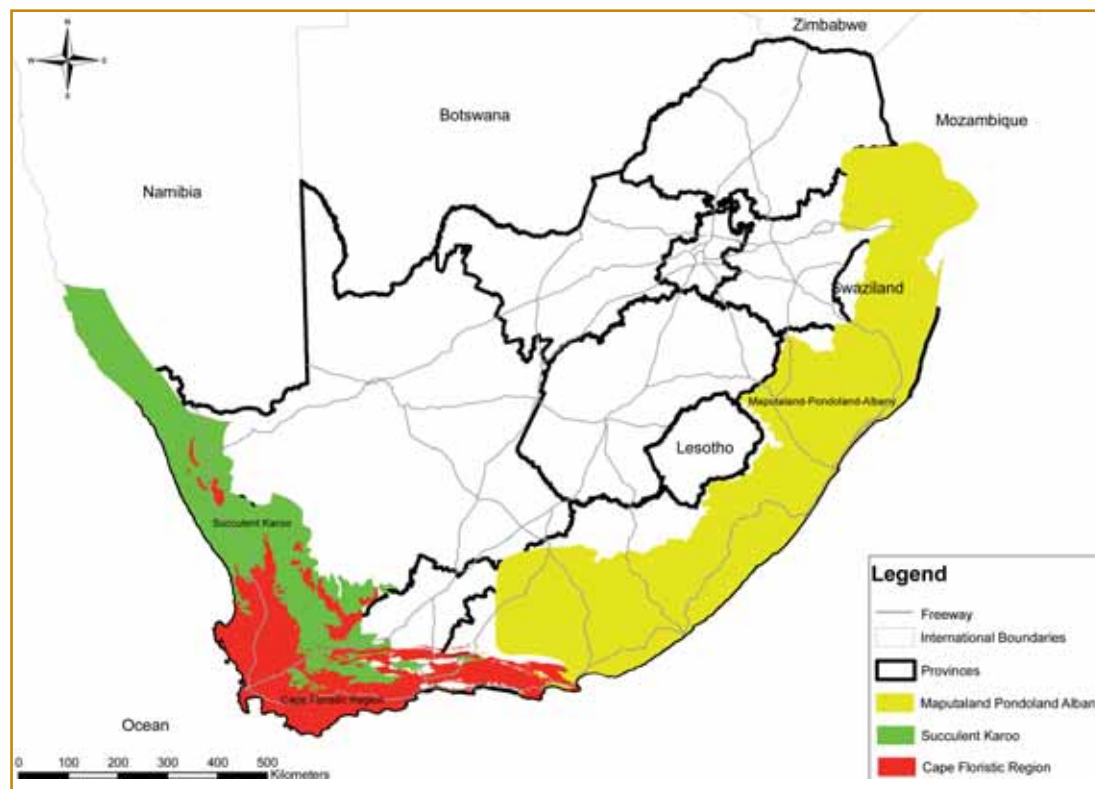 N
W E
S
Zimbabwe
Botswana
Mozambique
Namibia
Swaziland
Maputaland-Pondoland-Albany
Lesotho
Succulent Karoo
Cape Floristic Region
Ocean
0 100 200 300 400 500
Kilometers
Legend
Freeway
International Boundaries
Provinces
Maputaland Pondoland Alban
Succulent Karoo
Cape Floristic Region